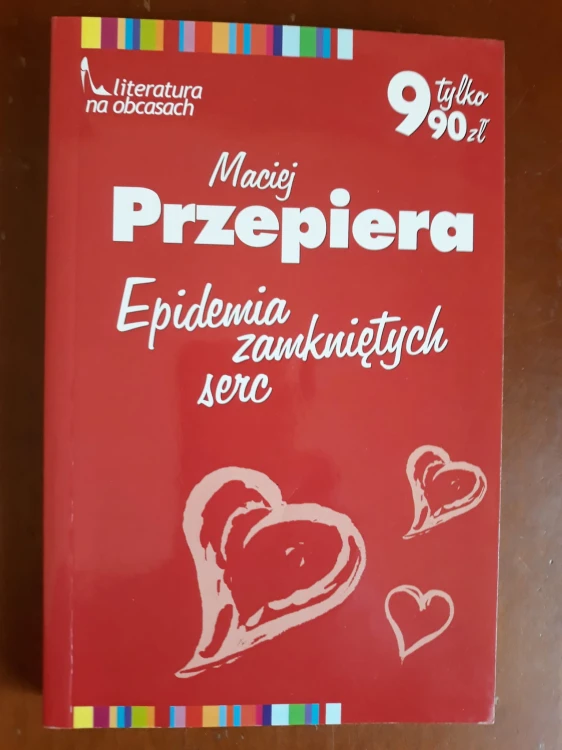 literatura
na obcasach
9 tylko
90 zł
Maciej
Przepiera
Epidemia
zamkniętych
serc